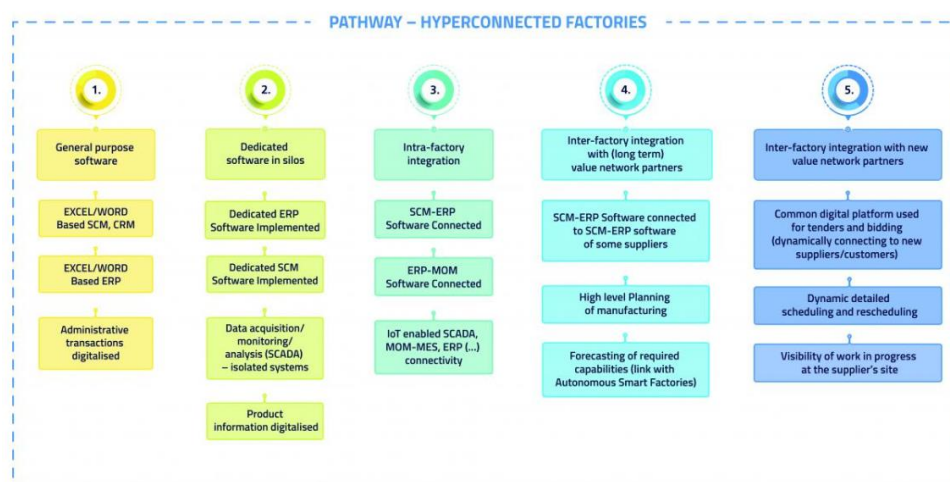 PATHWAY – HYPERCONNECTED FACTORIES
1.
General purpose
software
EXCEL/WORD
Based SCM, CRM
EXCEL/WORD
Based ERP
Administrative
transactions
digitalised
2.
Dedicated
software in silos
Dedicated ERP
Software Implemented
Dedicated SCM
Software Implemented
Data acquisition/
monitoring/
analysis (SCADA)
– isolated systems
Product
information digitalised
3.
Intra-factory
integration
SCM-ERP
Software Connected
ERP-MOM
Software Connected
IoT enabled SCADA,
MOM-MES, ERP (...)
connectivity
4.
Inter-factory integration
with (long term)
value network partners
SCM-ERP Software connected
to SCM-ERP software
of some suppliers
High level Planning
of manufacturing
Forecasting of required
capabilities (link with
Autonomous Smart Factories)
5.
Inter-factory integration with new
value network partners
Common digital platform used
for tenders and bidding
(dynamically connecting to new
suppliers/customers)
Dynamic detailed
scheduling and rescheduling
Visibility of work in progress
at the supplier's site